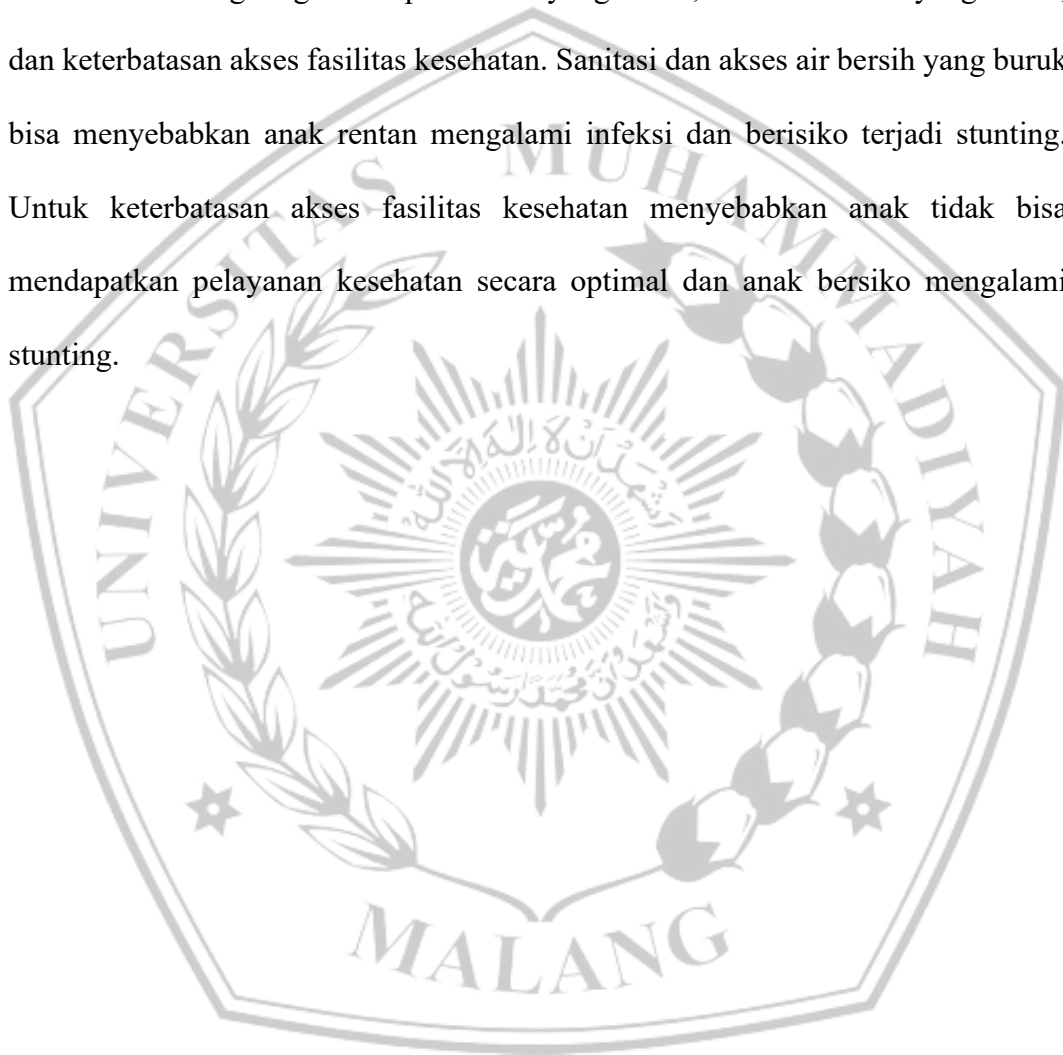 dan keterbatasan akses fasilitas kesehatan. Sanitasi dan akses air bersih yang buruk
bisa menyebabkan anak rentan mengalami infeksi dan berisiko terjadi stunting.
Untuk keterbatasan akses fasilitas kesehatan menyebabkan anak tidak bisa
mendapatkan pelayanan kesehatan secara optimal dan anak bersiko mengalami
stunting.
UNIVERSITAS MUHAMMADIYAH
MALANG